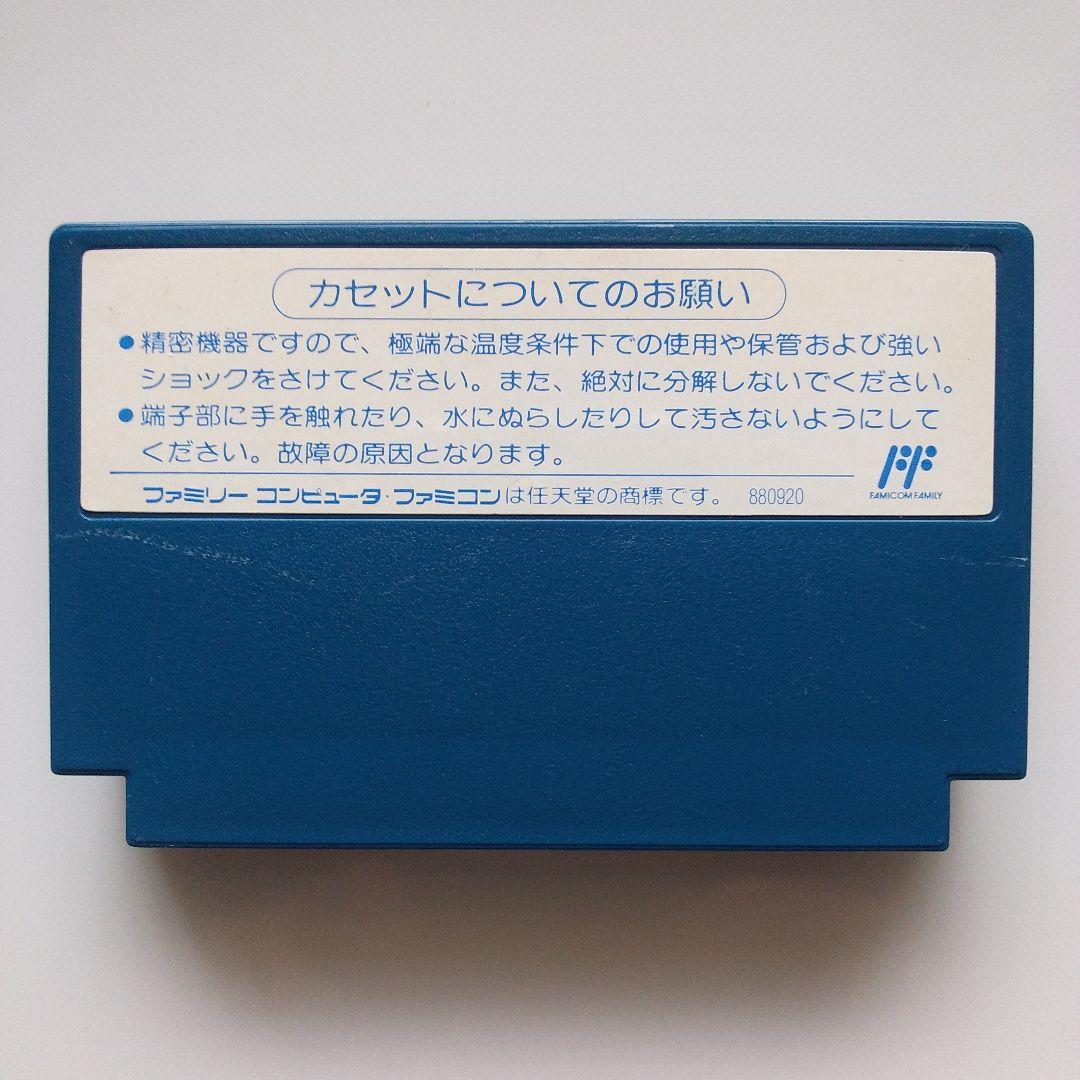 カセットについてのお願い
●精密機器ですので、極端な温度条件下での使用や保管および強い
ショックをさけてください。また、絶対に分解しないでください。
●端子部に手を触れたり、水にぬらしたりして汚さないようにして
ください。故障の原因となります。
FF
FAMICOM FAMILY
ファミリー コンピュータ・ファミコンは任天堂の商標です。 880920